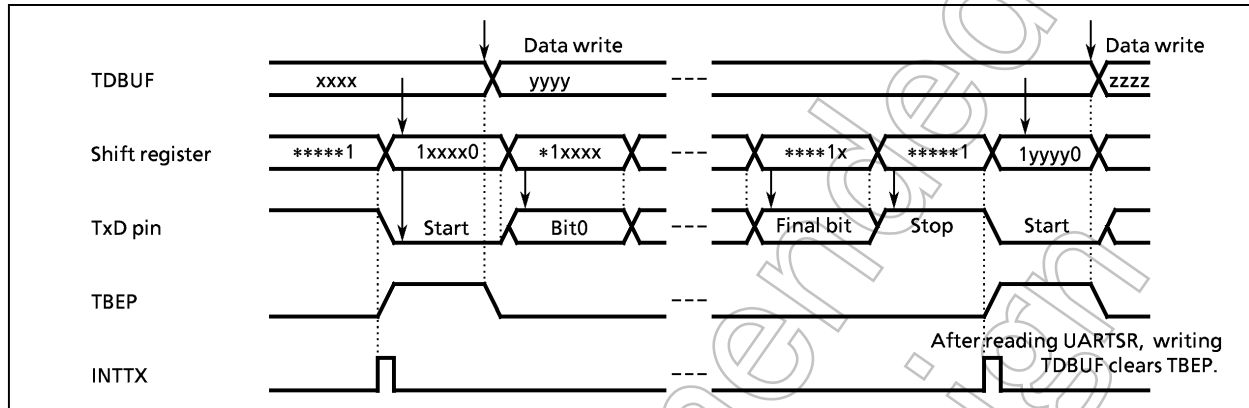 Data write Data write
TDBUF xxxx yyyy zzzz
Shift register *****1 1xxxx0 *1xxxx ****1x *****1 1yyyy0
TxD pin Start Bit0 Final bit Stop Start
TBEP
After reading UARTSR, writing
TDBUF clears TBEP.
INTTX